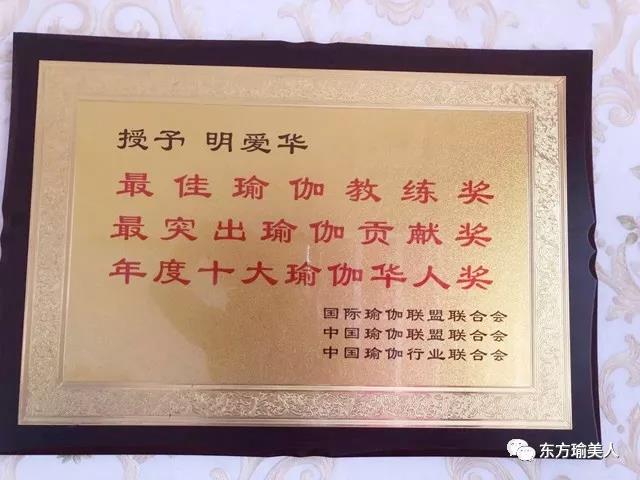 授予 明爱华
最佳瑜伽教练奖
最突出瑜伽贡献奖
年度十大瑜伽华人奖
国际瑜伽联盟联合会
中国瑜伽联盟联合会
中国瑜伽行业联合会
东方瑜美人